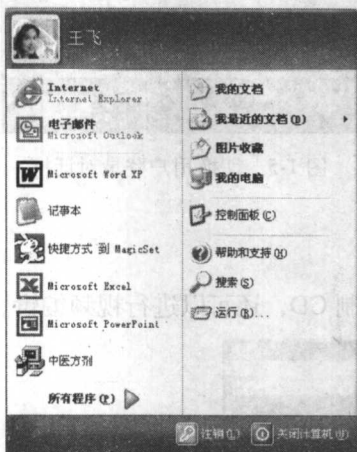 王飞
Internet
Internet Explorer
电子邮件
Microsoft Outlook
Microsoft Word XP
记事本
快捷方式 到 MagicSet
Microsoft Excel
Microsoft PowerPoint
中医方剂
所有程序(P)
我的文档
我最近的文档(D)
图片收藏
我的电脑
控制面板(C)
帮助和支持(H)
搜索(S)
运行(R)...
注销(L)
关闭计算机(U)